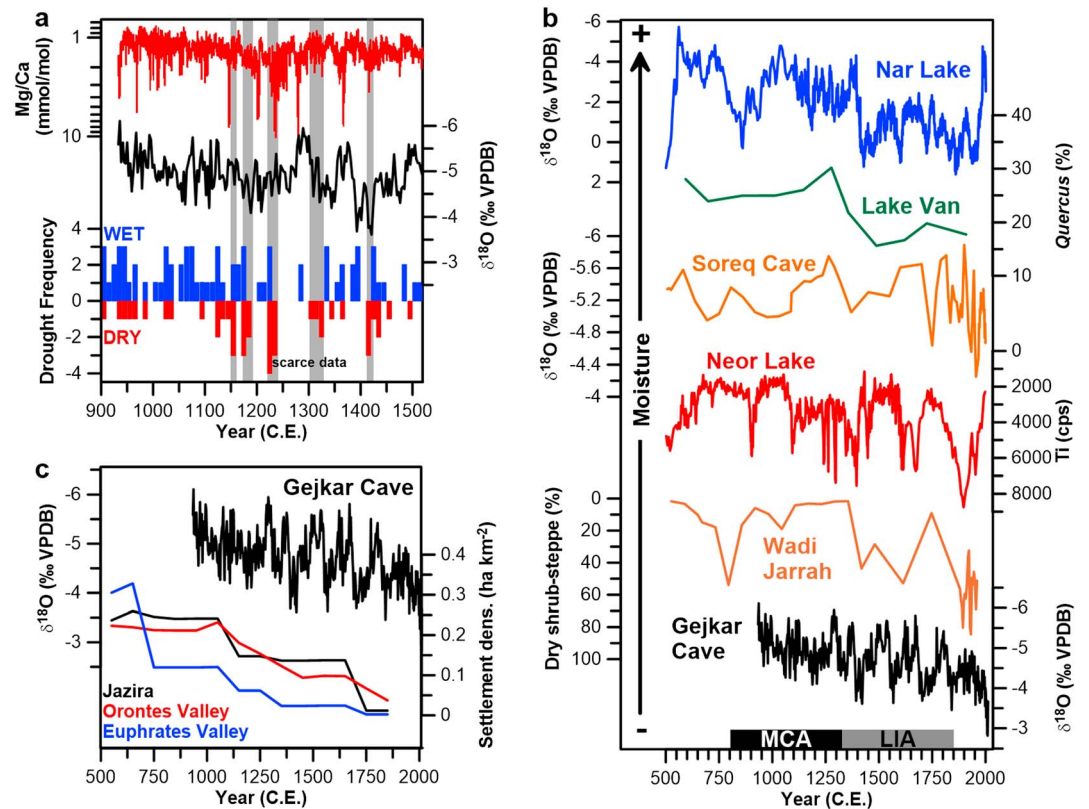 a
Mg/Ca
(mmol/mol)
1
10
-6
-5
-4
-3
δ18O (‰ VPDB)
Drought Frequency
4
2
0
-2
-4
WET
DRY
scarce data
900 1000 1100 1200 1300 1400 1500
Year (C.E.)
b
+
Moisture
-
-6
-4
-2
0
2
δ18O (‰ VPDB)
Nar Lake
40
30
20
10
0
Quercus (%)
Lake Van
-6
-5.6
-5.2
-4.8
-4.4
-4
δ18O (‰ VPDB)
Soreq Cave
Neor Lake
2000
4000
6000
8000
Ti (cps)
0
20
40
60
80
100
Dry shrub-steppe (%)
Wadi
Jarrah
Gejkar
Cave
-6
-5
-4
-3
δ18O (‰ VPDB)
MCA LIA
500 1000 1500 2000
Year (C.E.)
c
Gejkar Cave
-6
-5
-4
-3
δ18O (‰ VPDB)
0.4
0.3
0.2
0.1
0
Settlement dens. (ha km-2)
Jazira
Orontes Valley
Euphrates Valley
500 750 1000 1250 1500 1750 2000
Year (C.E.)